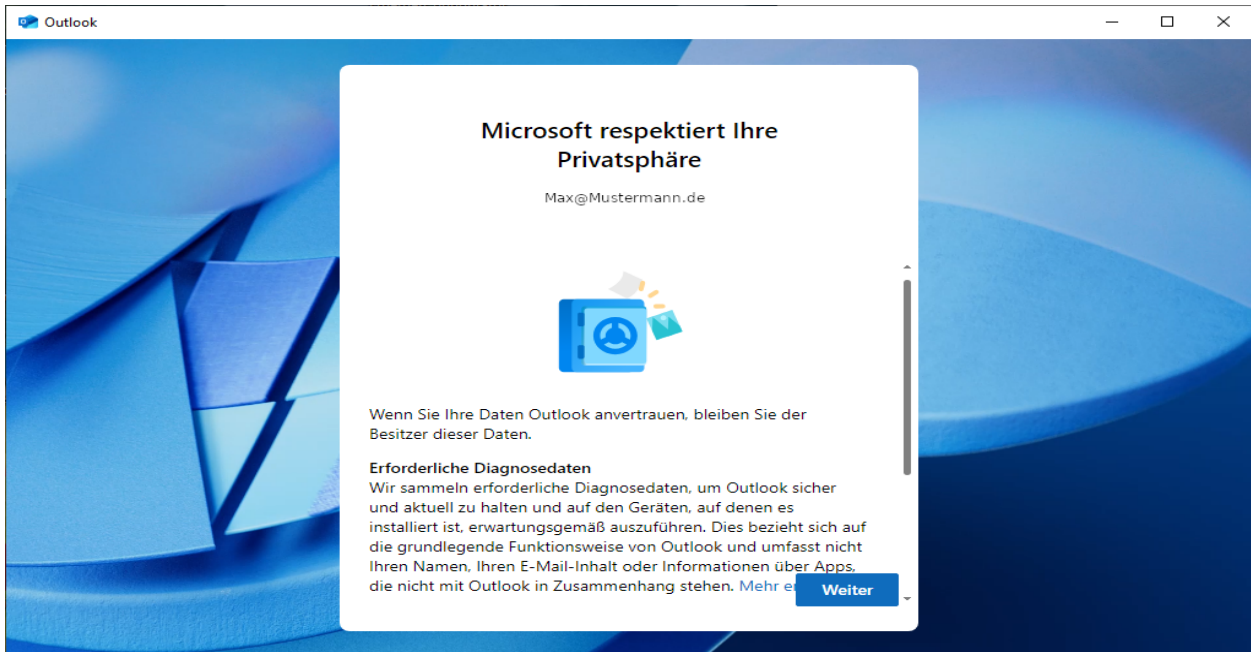 Outlook
Microsoft respektiert Ihre
Privatsphäre
Max@Mustermann.de
Wenn Sie Ihre Daten Outlook anvertrauen, bleiben Sie der
Besitzer dieser Daten.
Erforderliche Diagnosedaten
Wir sammeln erforderliche Diagnosedaten, um Outlook sicher
und aktuell zu halten und auf den Geräten, auf denen es
installiert ist, erwartungsgemäß auszuführen. Dies bezieht sich auf
die grundlegende Funktionsweise von Outlook und umfasst nicht
Ihren Namen, Ihren E-Mail-Inhalt oder Informationen über Apps,
die nicht mit Outlook in Zusammenhang stehen. Mehr
Weiter